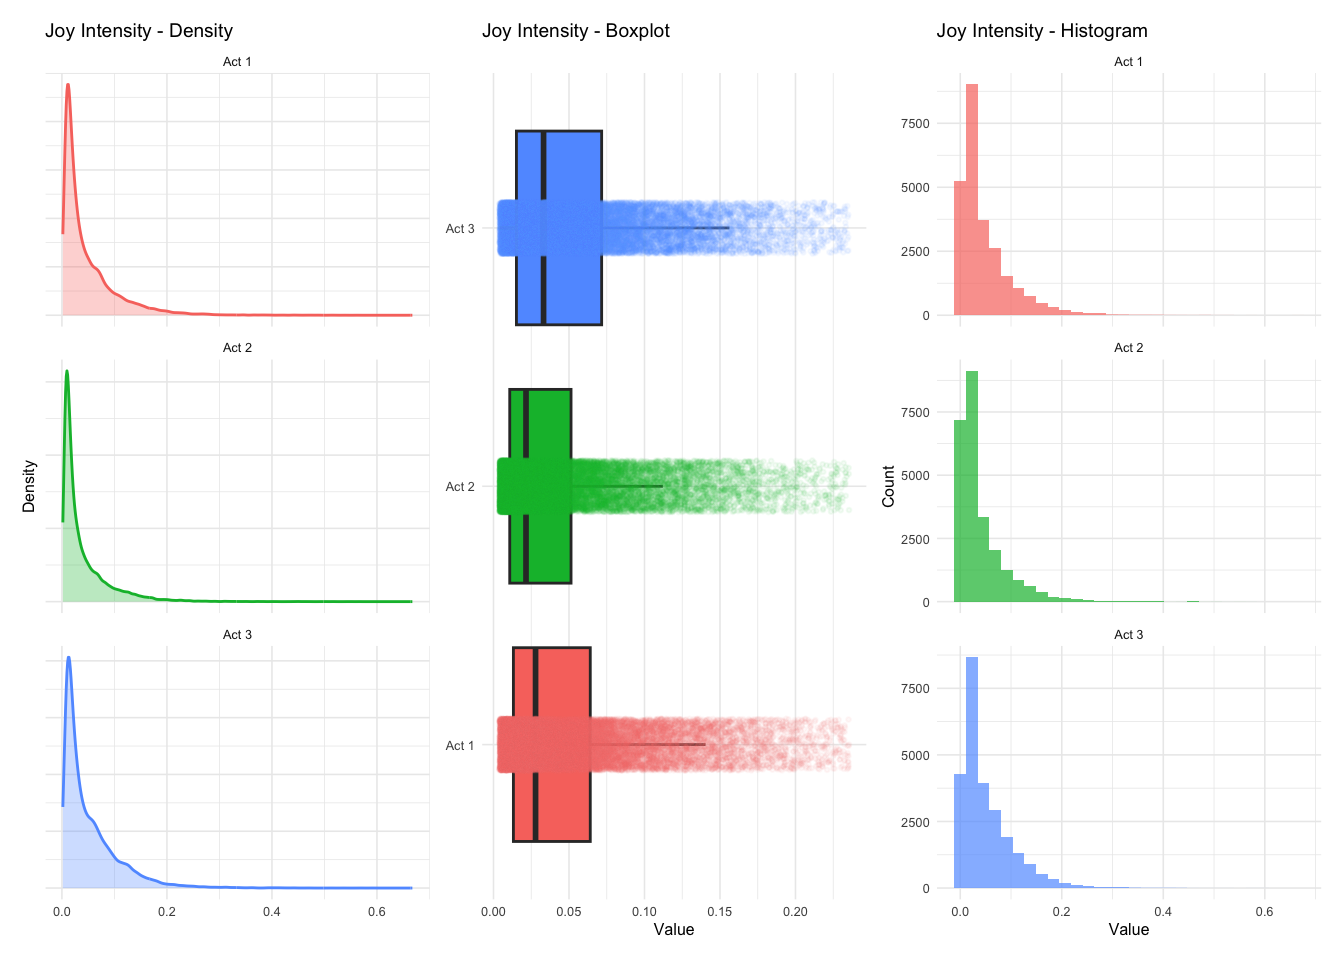 Joy Intensity - Density
Act 1
Act 2
Act 3
Density
0.0
0.2
0.4
0.6
Joy Intensity - Boxplot
Act 3
Act 2
Act 1
0.00
0.05
0.10
0.15
0.20
Value
Joy Intensity - Histogram
Act 1
7500
5000
2500
0
Act 2
7500
5000
2500
0
Act 3
7500
5000
2500
0
Count
0.0
0.2
0.4
0.6
Value